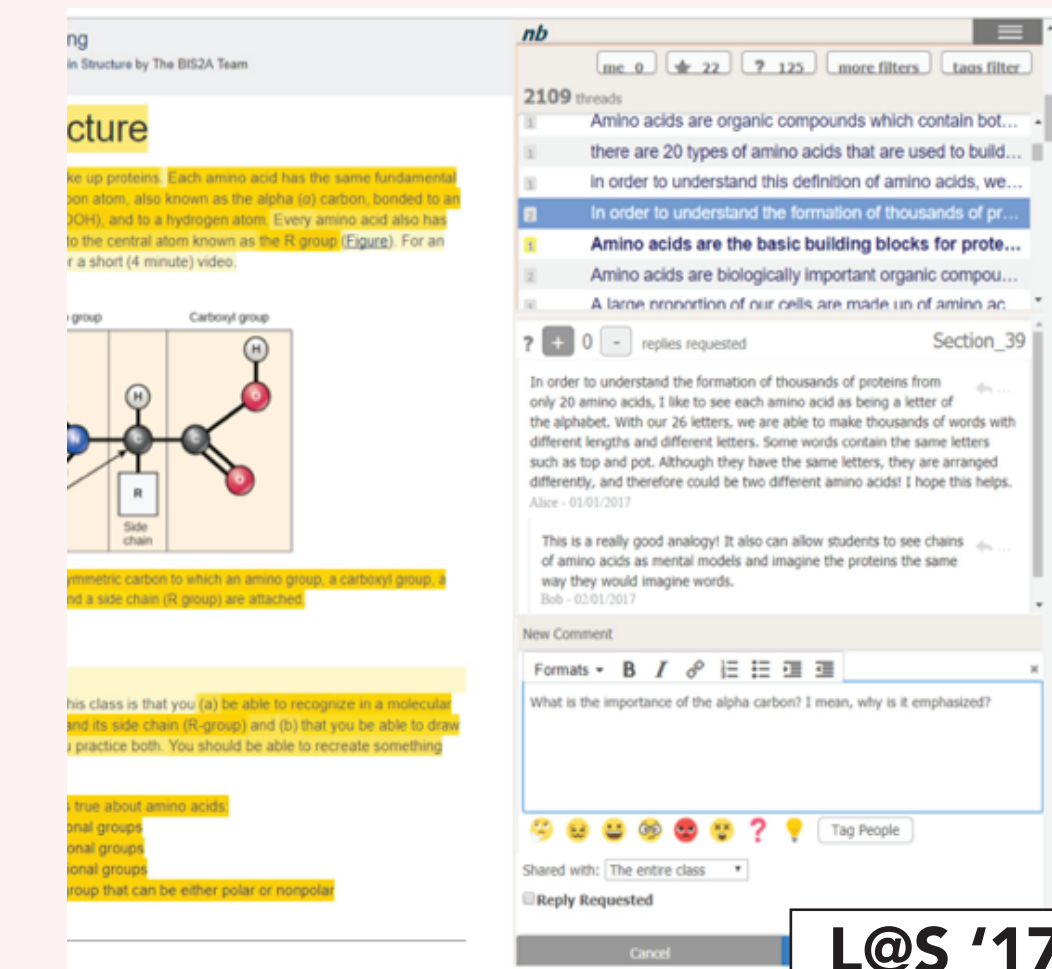 ng
in Structure by The BIS2A Team
cture
ke up proteins. Each amino acid has the same fundamental
bon atom, also known as the alpha (α) carbon, bonded to an
OOH), and to a hydrogen atom. Every amino acid also has
to the central atom known as the R group (Figure). For an
r a short (4 minute) video.
group
Carboxyl group
H
H
O
N
C
C
O
R
Side
chain
ymmetric carbon to which an amino group, a carboxyl group, a
nd a side chain (R group) are attached.
his class is that you (a) be able to recognize in a molecular
and its side chain (R-group) and (b) that you be able to draw
practice both. You should be able to recreate something
true about amino acids:
onal groups
onal groups
ional groups
roup that can be either polar or nonpolar
nb
me 0
22
? 125
more filters
tags filter
2109 threads
1 Amino acids are organic compounds which contain bot...
1 there are 20 types of amino acids that are used to build...
1 in order to understand this definition of amino acids, we...
2 In order to understand the formation of thousands of pr...
1 Amino acids are the basic building blocks for prote...
2 Amino acids are biologically important organic compou...
A large proportion of our cells are made up of amino ac
? + 0 - replies requested
Section_39
In order to understand the formation of thousands of proteins from
only 20 amino acids, I like to see each amino acid as being a letter of
the alphabet. With our 26 letters, we are able to make thousands of words with
different lengths and different letters. Some words contain the same letters
such as top and pot. Although they have the same letters, they are arranged
differently, and therefore could be two different amino acids! I hope this helps.
Alice - 01/01/2017
This is a really good analogy! It also can allow students to see chains
of amino acids as mental models and imagine the proteins the same
way they would imagine words.
Bob - 02/01/2017
New Comment
Formats B I
What is the importance of the alpha carbon? I mean, why is it emphasized?
Tag People
Shared with: The entire class
Reply Requested
Cancel
L@S '17